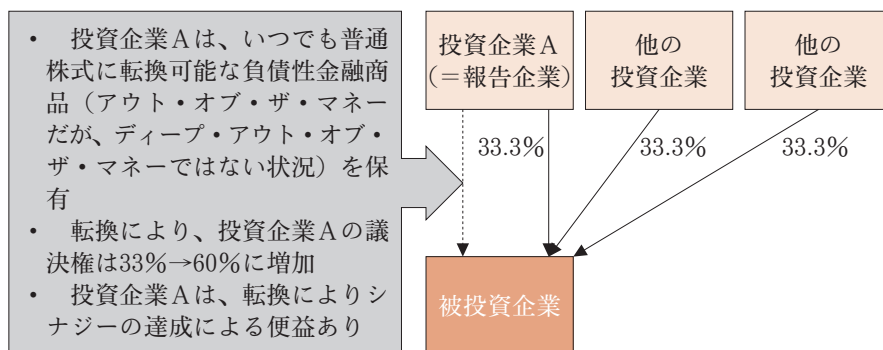 ・ 投資企業Aは、いつでも普通
株式に転換可能な負債性金融商
品（アウト・オブ・ザ・マネー
だが、ディープ・アウト・オブ・
ザ・マネーではない状況）を保
有
・ 転換により、投資企業Aの議
決権は33%→60%に増加
・ 投資企業Aは、転換によりシ
ナジーの達成による便益あり
投資企業A
（＝報告企業）
他の
投資企業
他の
投資企業
33.3%
33.3%
33.3%
被投資企業